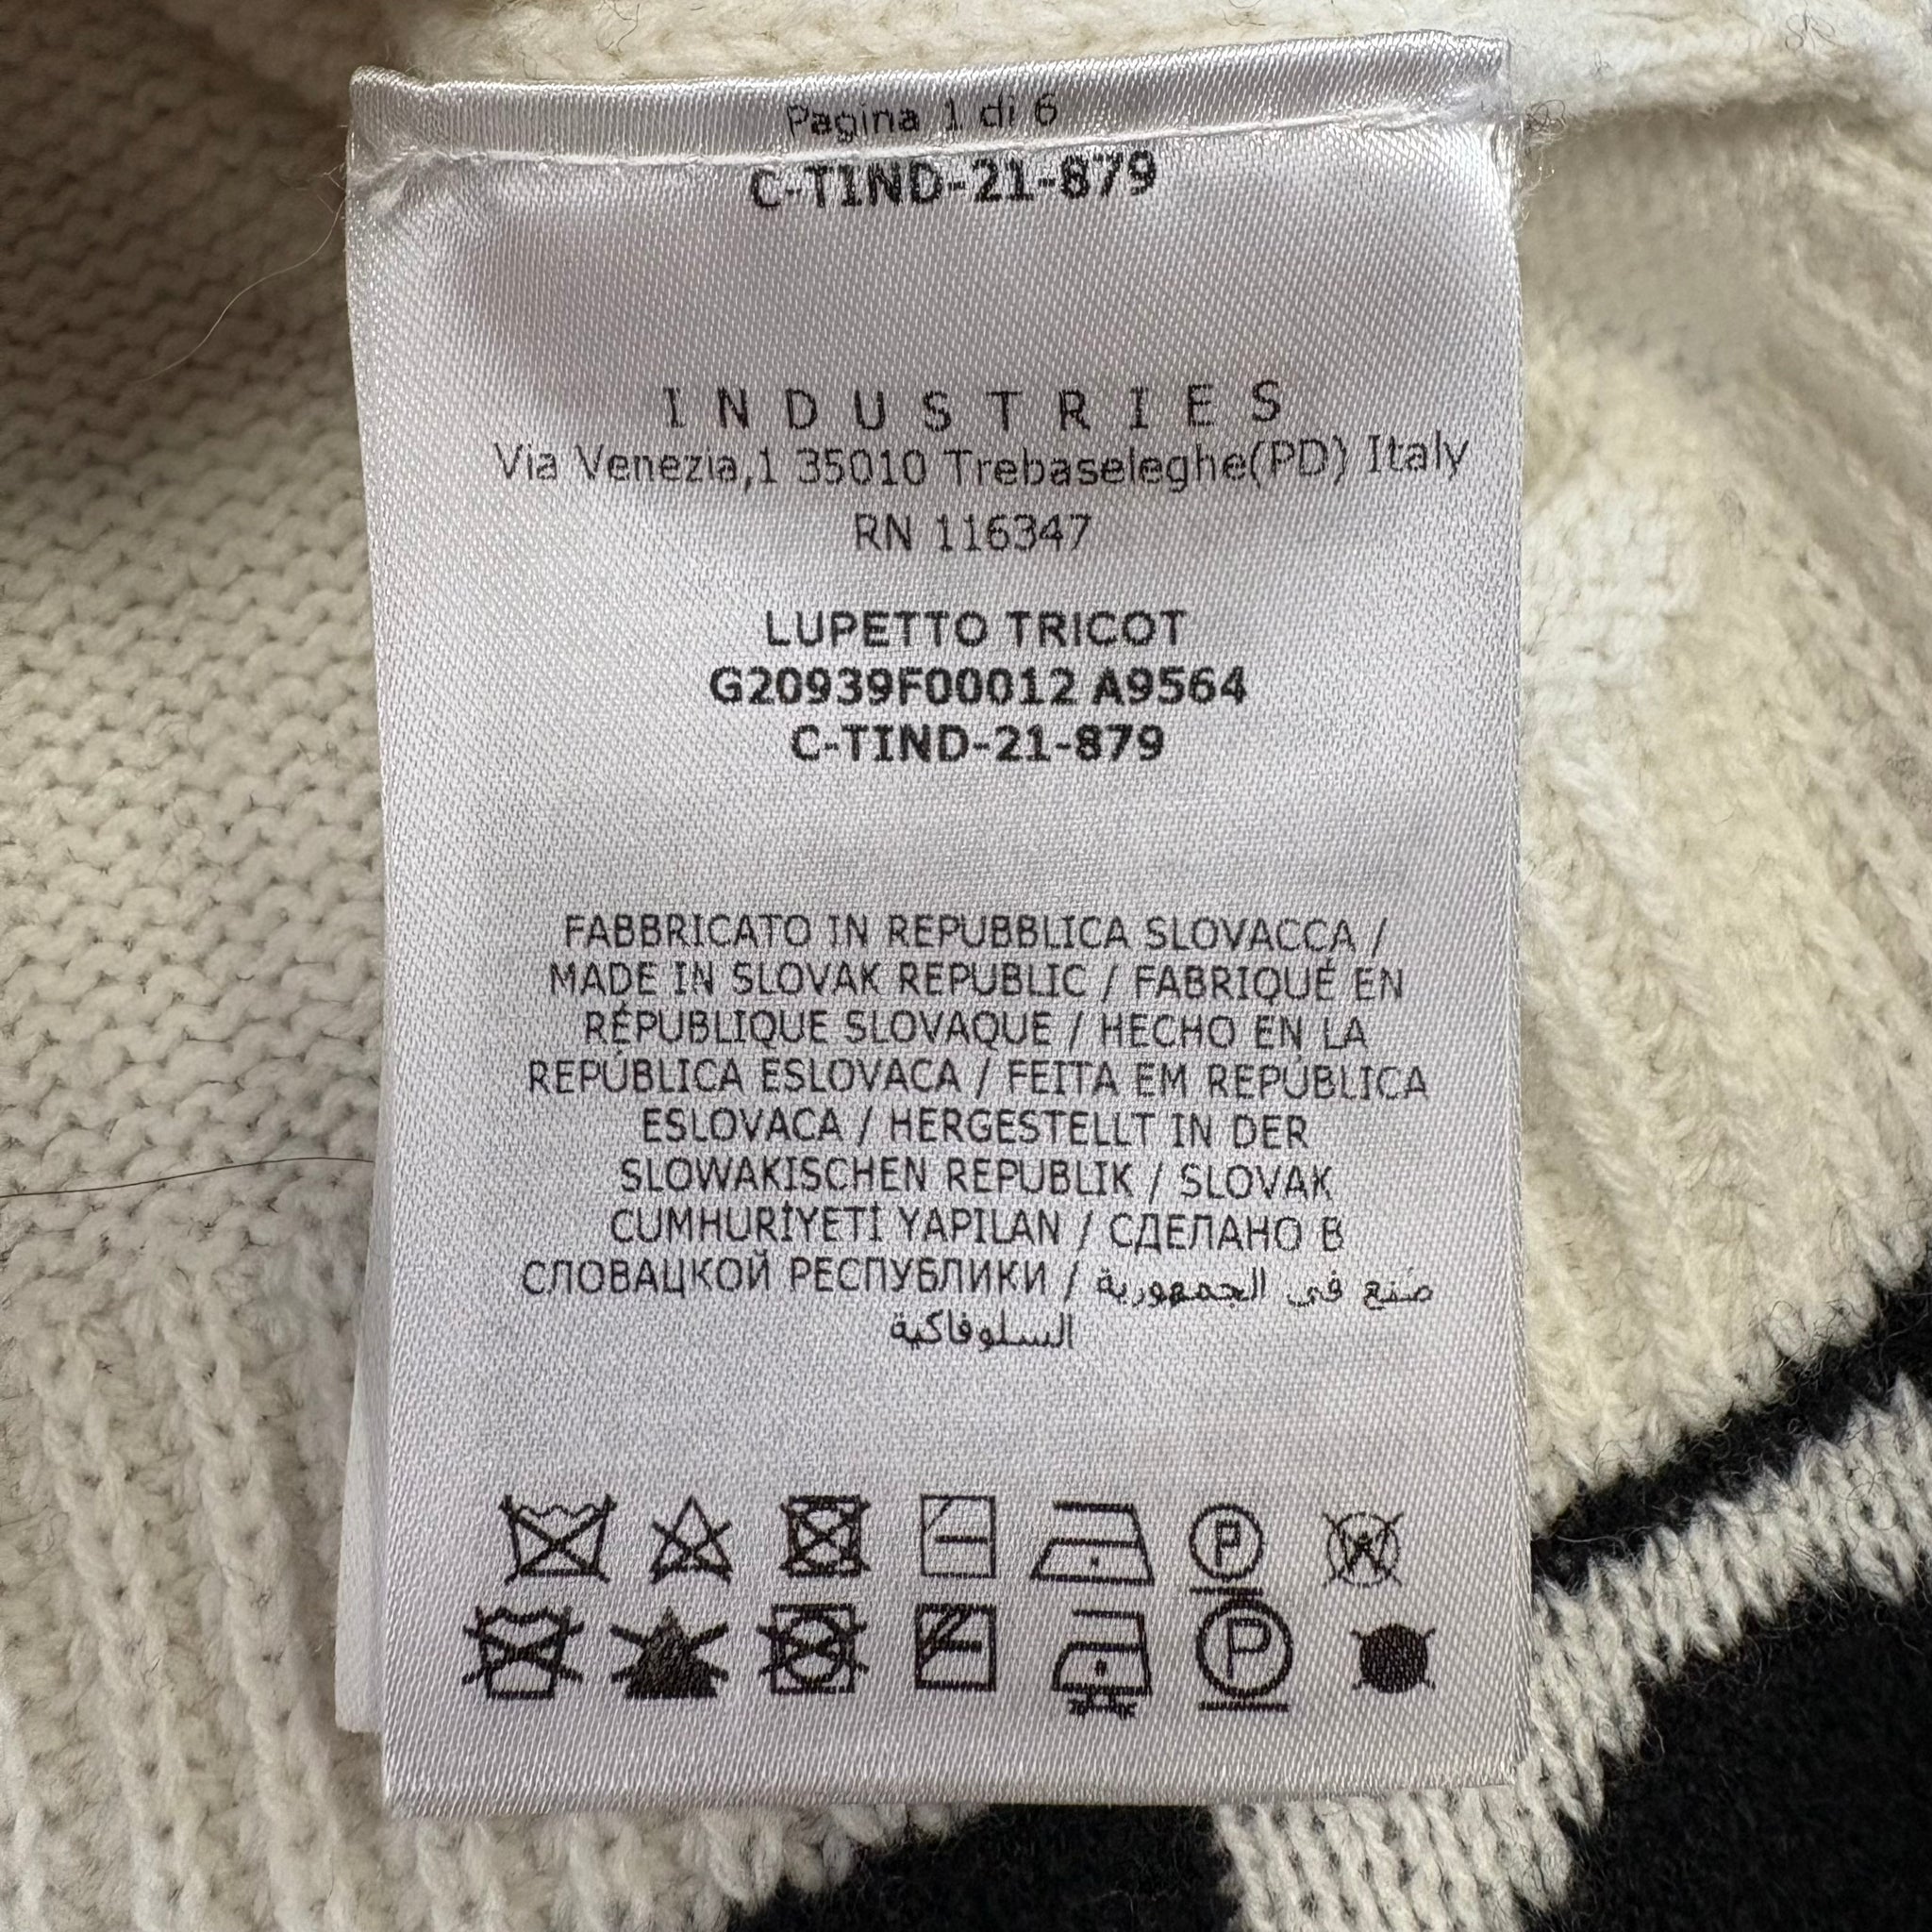 Pagina 1 di 6
C-TIND-21-879
INDUSTRIES
Via Venezia,1 35010 Trebaseleghe(PD) Italy
RN 116347
LUPETTO TRICOT
G20939F00012 A9564
C-TIND-21-879
FABBRICATO IN REPUBBLICA SLOVACCA /
MADE IN SLOVAK REPUBLIC / FABRIQUÉ EN
RÉPUBLIQUE SLOVAQUE / HECHO EN LA
REPÚBLICA ESLOVACA / FEITA EM REPÚBLICA
ESLOVACA / HERGESTELLT IN DER
SLOWAKISCHEN REPUBLIK / SLOVAK
CUMHURİYETİ YAPILAN / СДЕЛАНО В
СЛОВАЦКОЙ РЕСПУБЛИКИ / صُنع في الجمهورية
السلوفاكية
P W
P